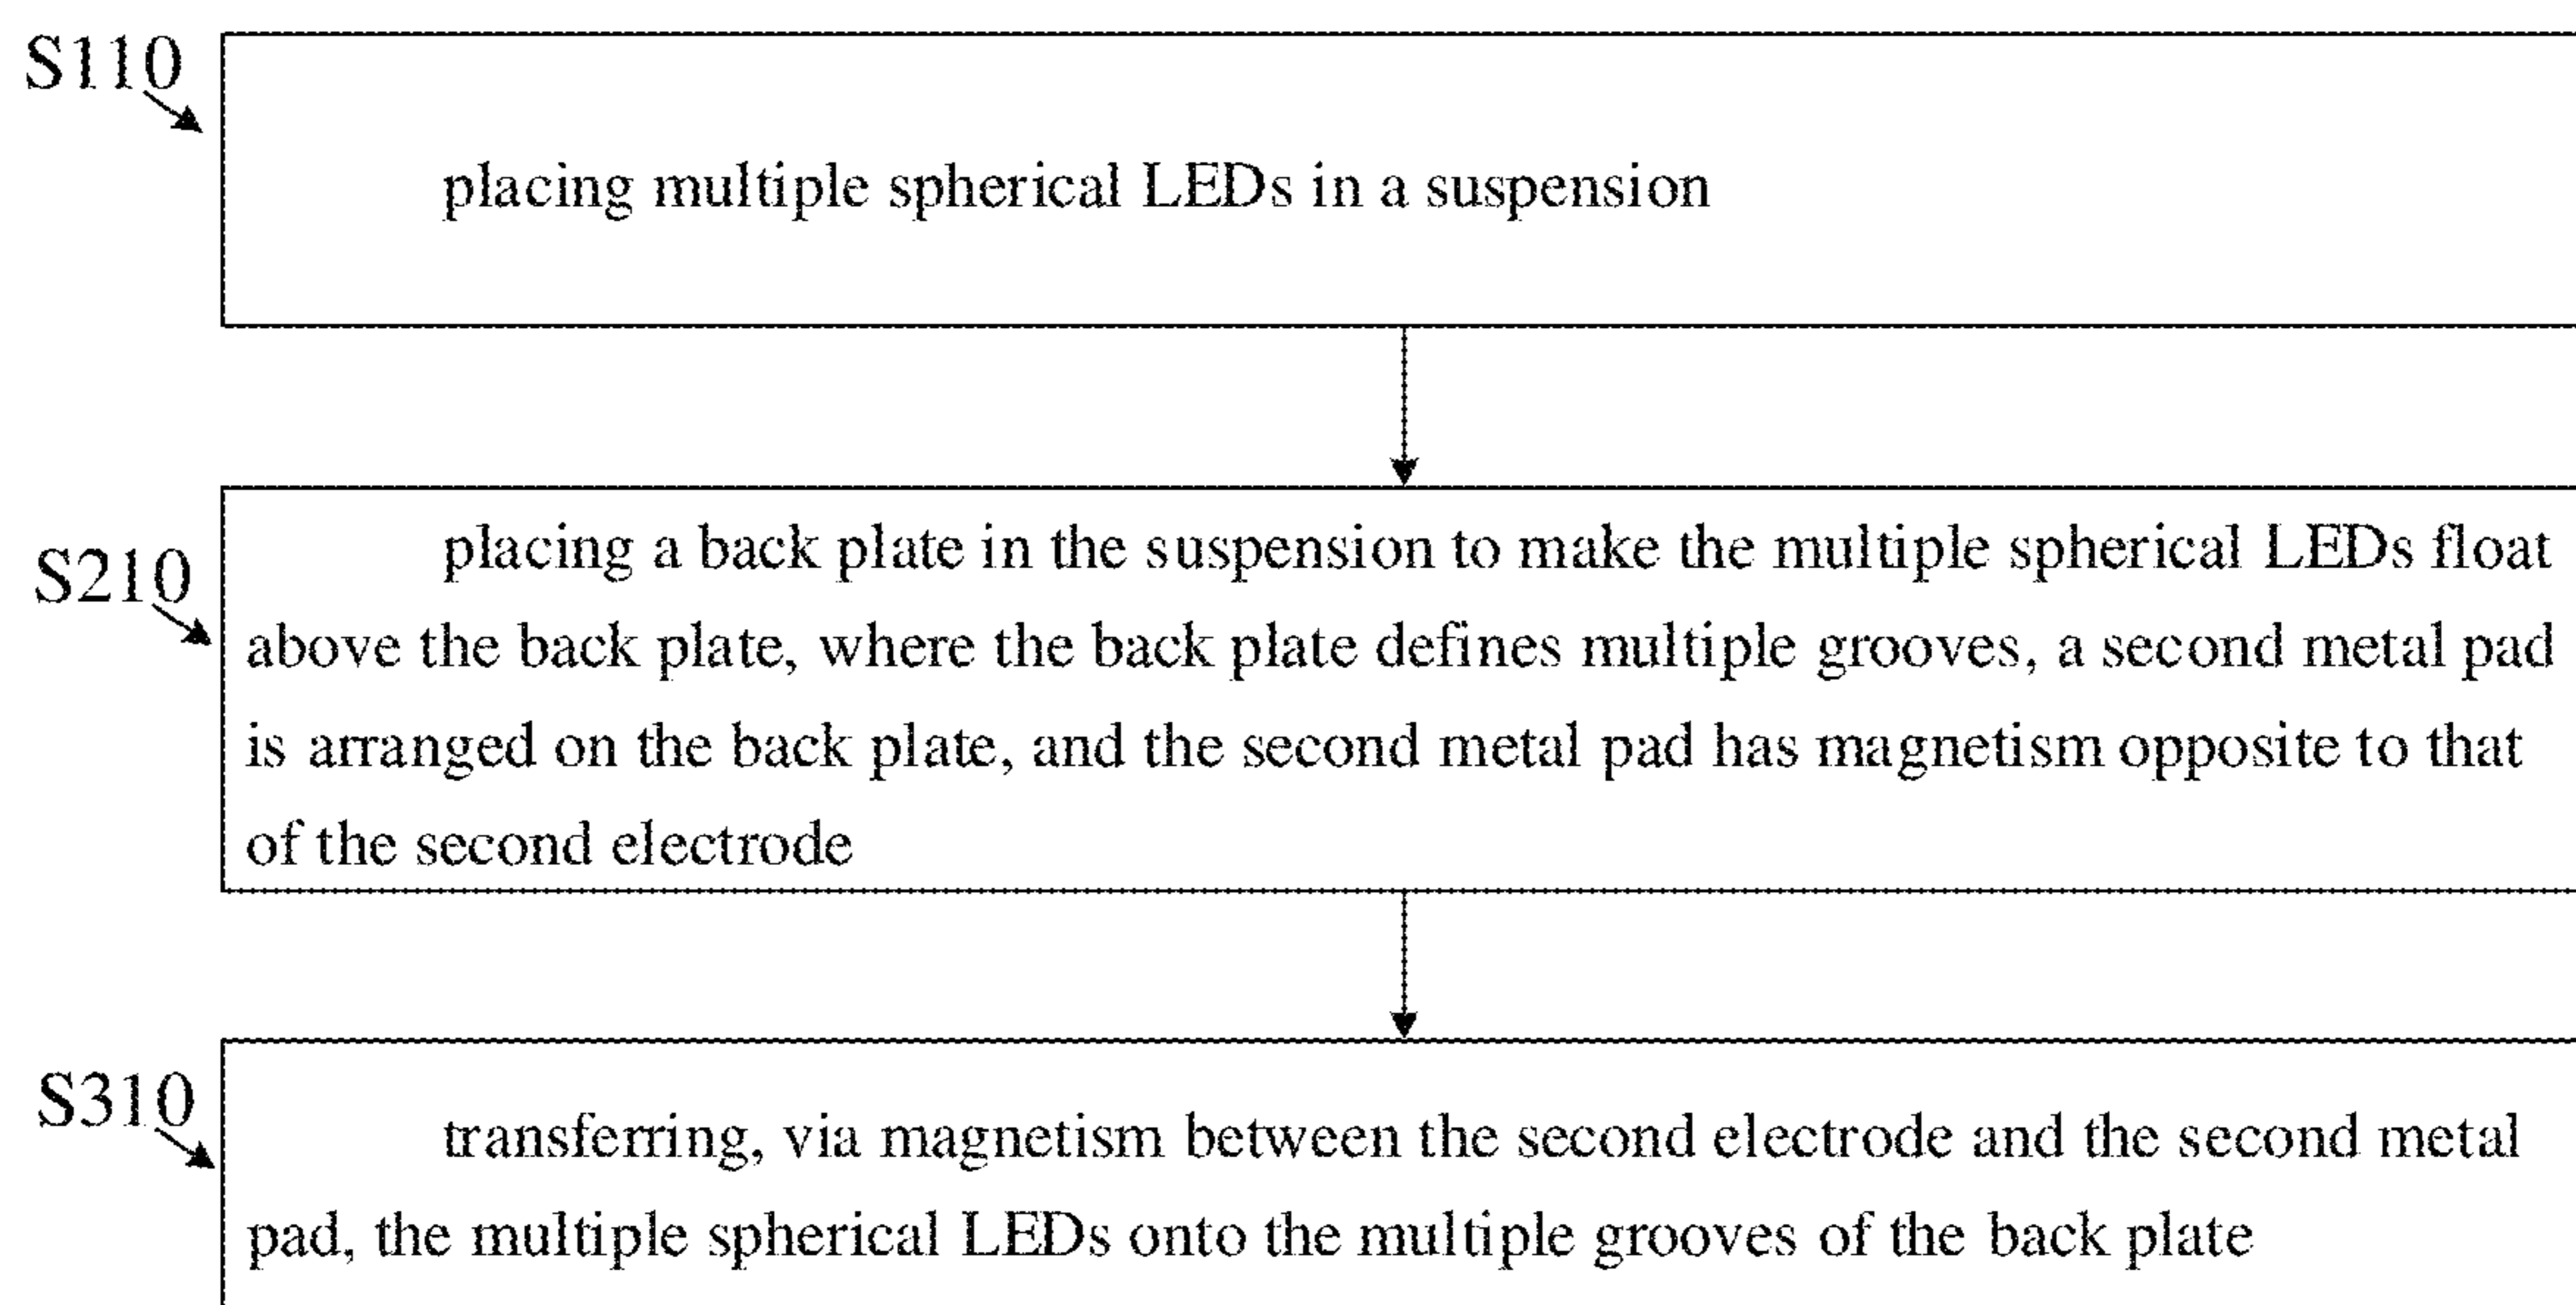 S110
placing multiple spherical LEDs in a suspension
S210
placing a back plate in the suspension to make the multiple spherical LEDs float
above the back plate, where the back plate defines multiple grooves, a second metal pad
is arranged on the back plate, and the second metal pad has magnetism opposite to that
of the second electrode
S310
transferring, via magnetism between the second electrode and the second metal
pad, the multiple spherical LEDs onto the multiple grooves of the back plate